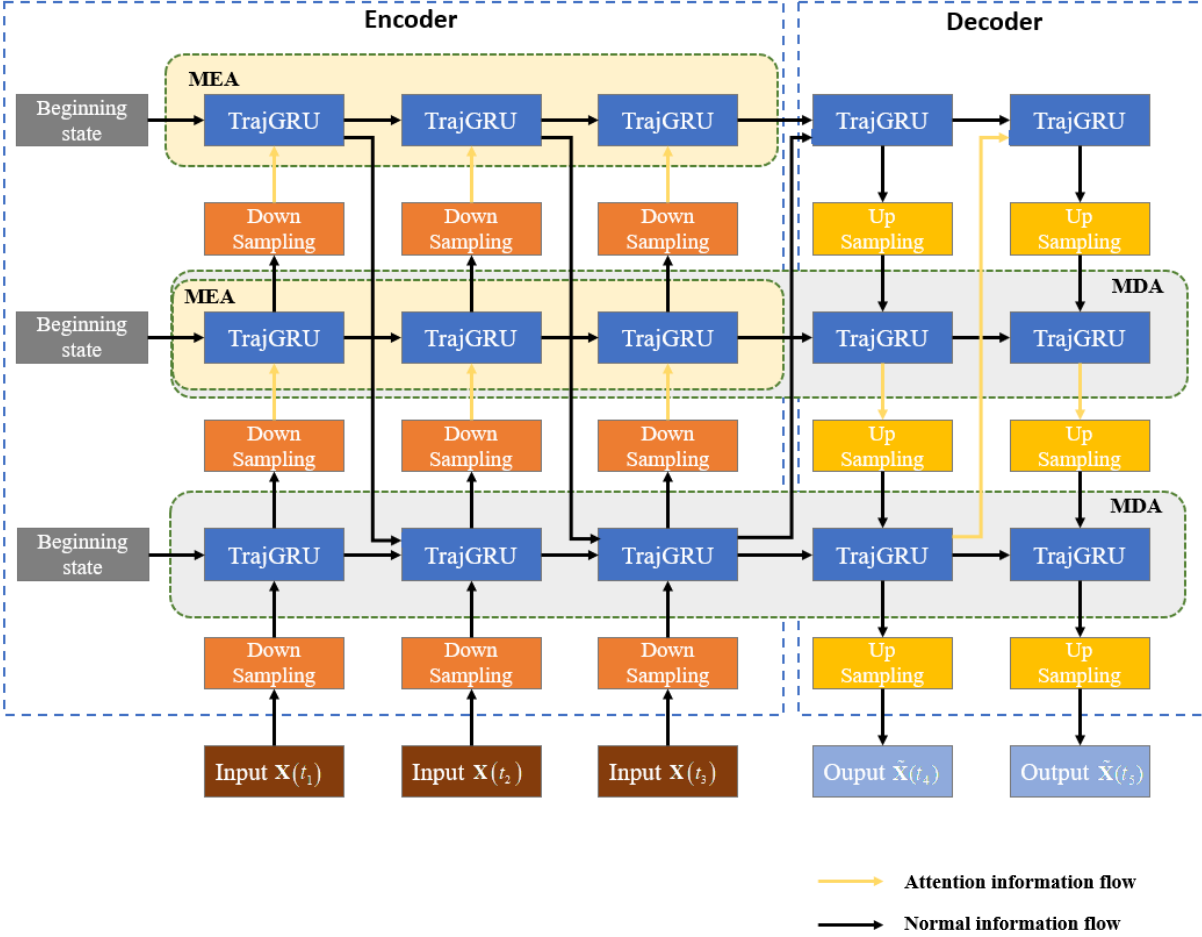 Encoder
Decoder
MEA
Beginning
state
TrajGRU
TrajGRU
TrajGRU
TrajGRU
TrajGRU
Down
Sampling
Down
Sampling
Down
Sampling
Up
Sampling
Up
Sampling
MEA
MDA
Beginning
state
TrajGRU
TrajGRU
TrajGRU
TrajGRU
TrajGRU
Down
Sampling
Down
Sampling
Down
Sampling
Up
Sampling
Up
Sampling
MDA
Beginning
state
TrajGRU
TrajGRU
TrajGRU
TrajGRU
TrajGRU
Down
Sampling
Down
Sampling
Down
Sampling
Up
Sampling
Up
Sampling
Input X(t₁)
Input X(t₂)
Input X(t₃)
Ouput X̃(t₄)
Output X̃(t₅)
Attention information flow
Normal information flow